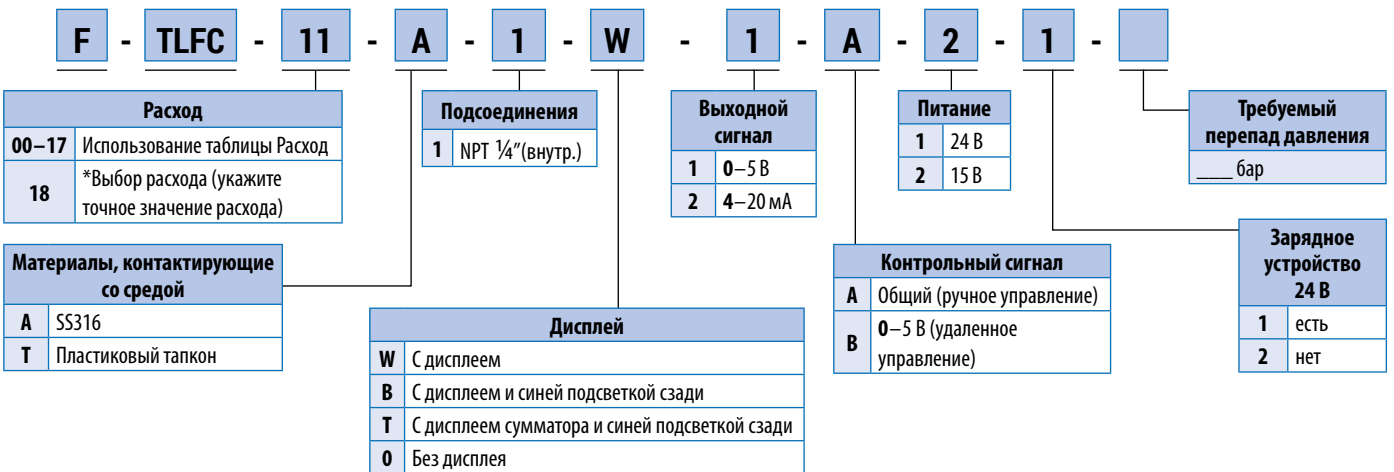 F - TLFC - 11 - A - 1 - W - 1 - A - 2 - 1 -
Расход
00–17 Использование таблицы Расход
18 *Выбор расхода (укажите
точное значение расхода)
Подсоединения
1 NPT ¼″(внутр.)
Выходной
сигнал
1 0–5 В
2 4–20 мА
Питание
1 24 В
2 15 В
Требуемый
перепад давления
___ бар
Материалы, контактирующие
со средой
A SS316
T Пластиковый тапкон
Дисплей
W С дисплеем
B С дисплеем и синей подсветкой сзади
T С дисплеем сумматора и синей подсветкой сзади
0 Без дисплея
Контрольный сигнал
A Общий (ручное управление)
B 0–5 В (удаленное
управление)
Зарядное
устройство
24 В
1 есть
2 нет